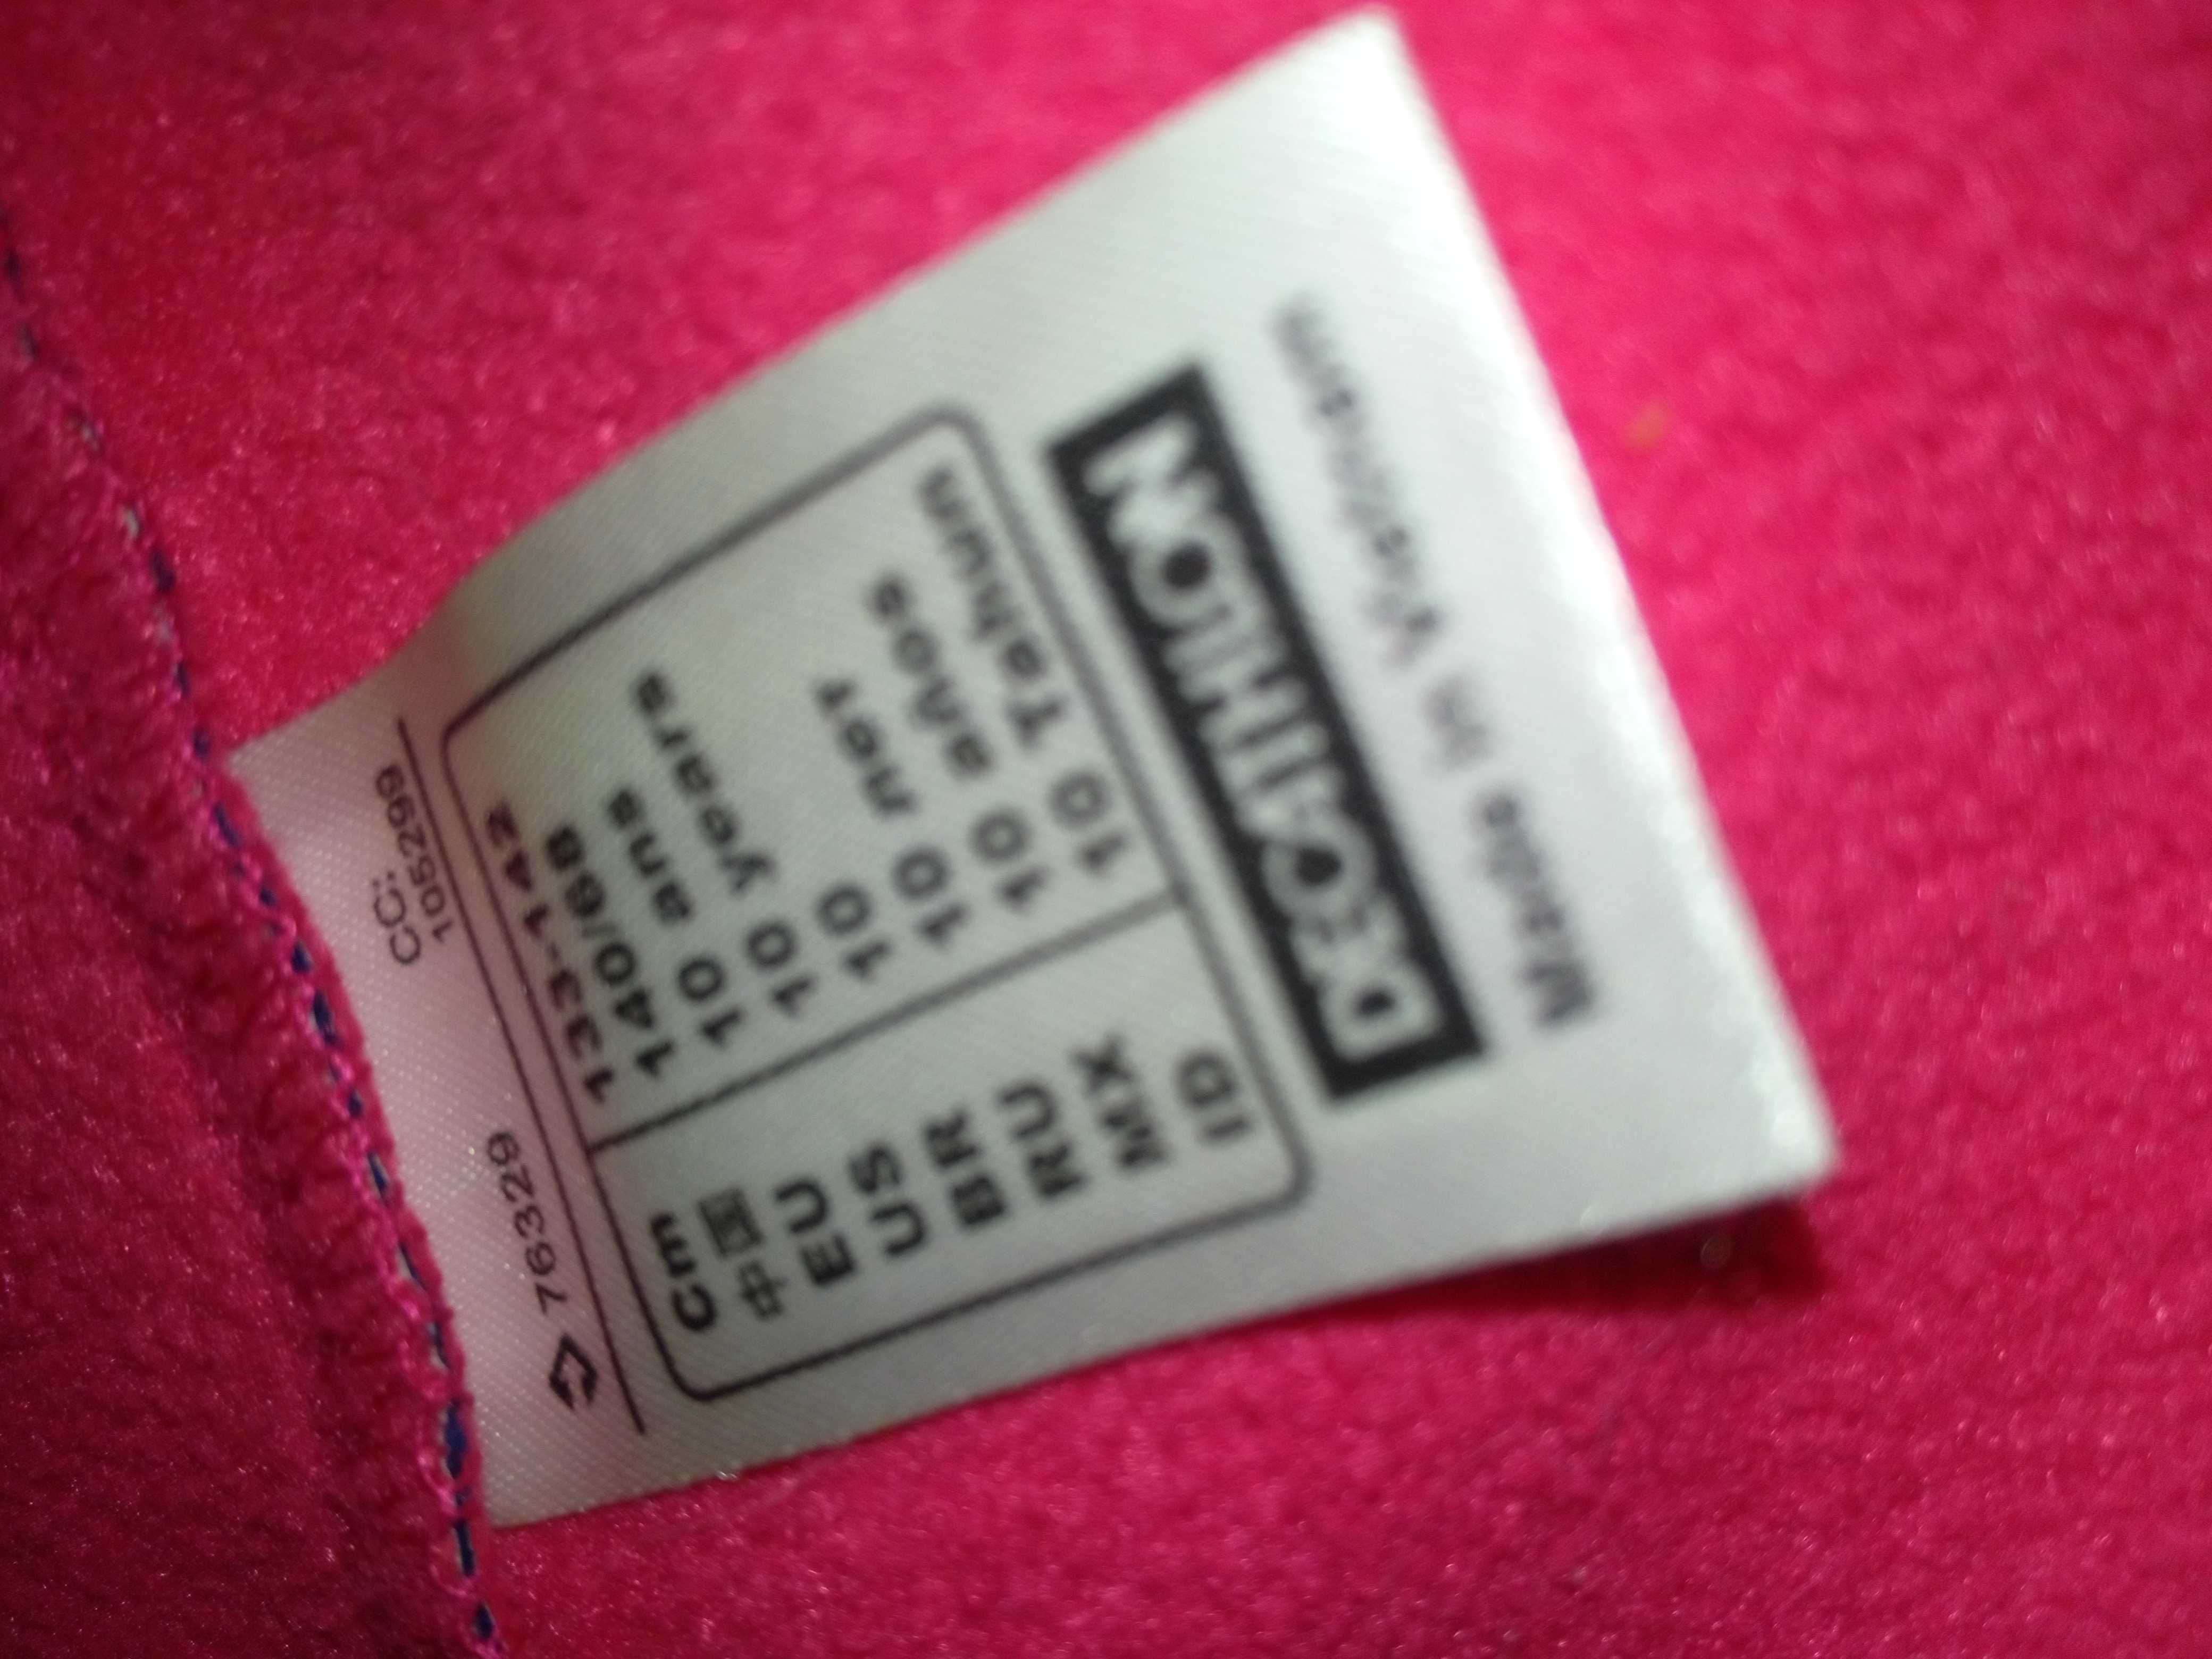 76329 CC:
105299
Cm 133-142
中国 140/68
EU 10 ans
US 10 years
BR 10
RU 10 лет
MX 10 años
ID 10 Tahun
DECATHLON
Made in Vietnam